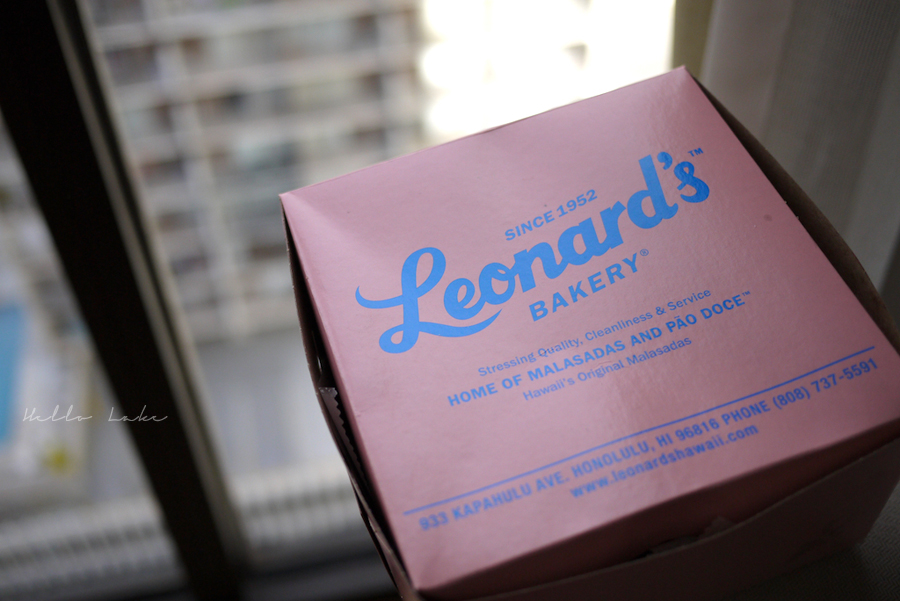 SINCE 1952
Leonard's™
BAKERY®
Stressing Quality, Cleanliness & Service
HOME OF MALASADAS AND PÃO DOCE™
Hawaii's Original Malasadas
933 KAPAHULU AVE. HONOLULU, HI 96816 PHONE (808) 737-5591
www.leonardshawaii.com
Hello Lake